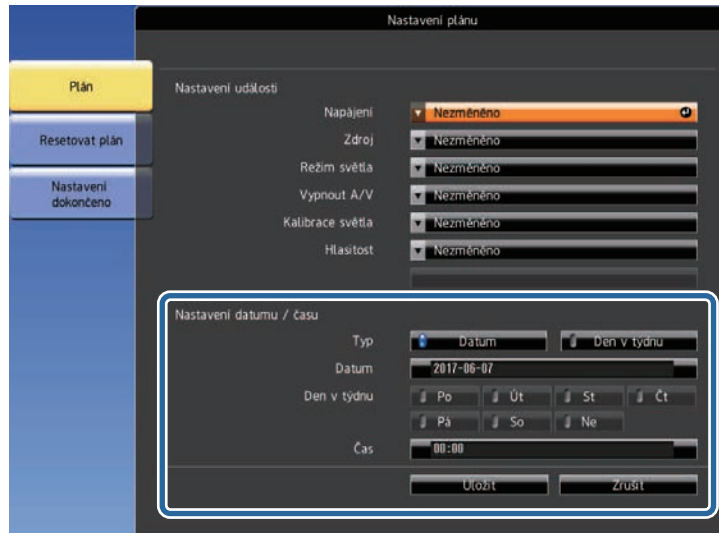 Nastavení plánu
Plán
Resetovat plán
Nastavení
dokončeno
Nastavení události
Napájení Nezměněno
Zdroj Nezměněno
Režim světla Nezměněno
Vypnout A/V Nezměněno
Kalibrace světla Nezměněno
Hlasitost Nezměněno
Nastavení datumu / času
Typ Datum Den v týdnu
Datum 2017-06-07
Den v týdnu Po Út St Čt
Pá So Ne
Čas 00:00
Uložit Zrušit